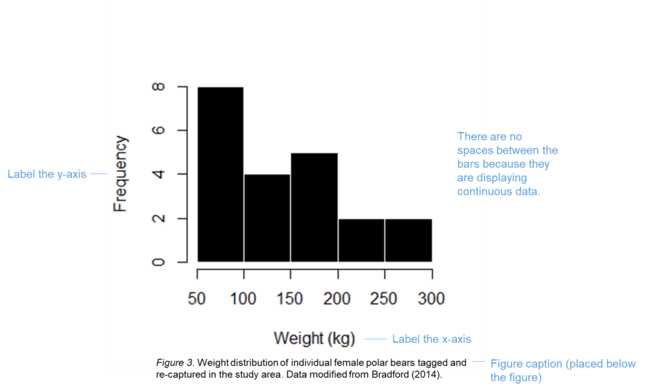 8
6
4
2
0
Frequency
Label the y-axis
There are no
spaces between the
bars because they
are displaying
continuous data.
50 100 150 200 250 300
Weight (kg)
Label the x-axis
Figure 3. Weight distribution of individual female polar bears tagged and
re-captured in the study area. Data modified from Bradford (2014).
Figure caption (placed below
the figure)